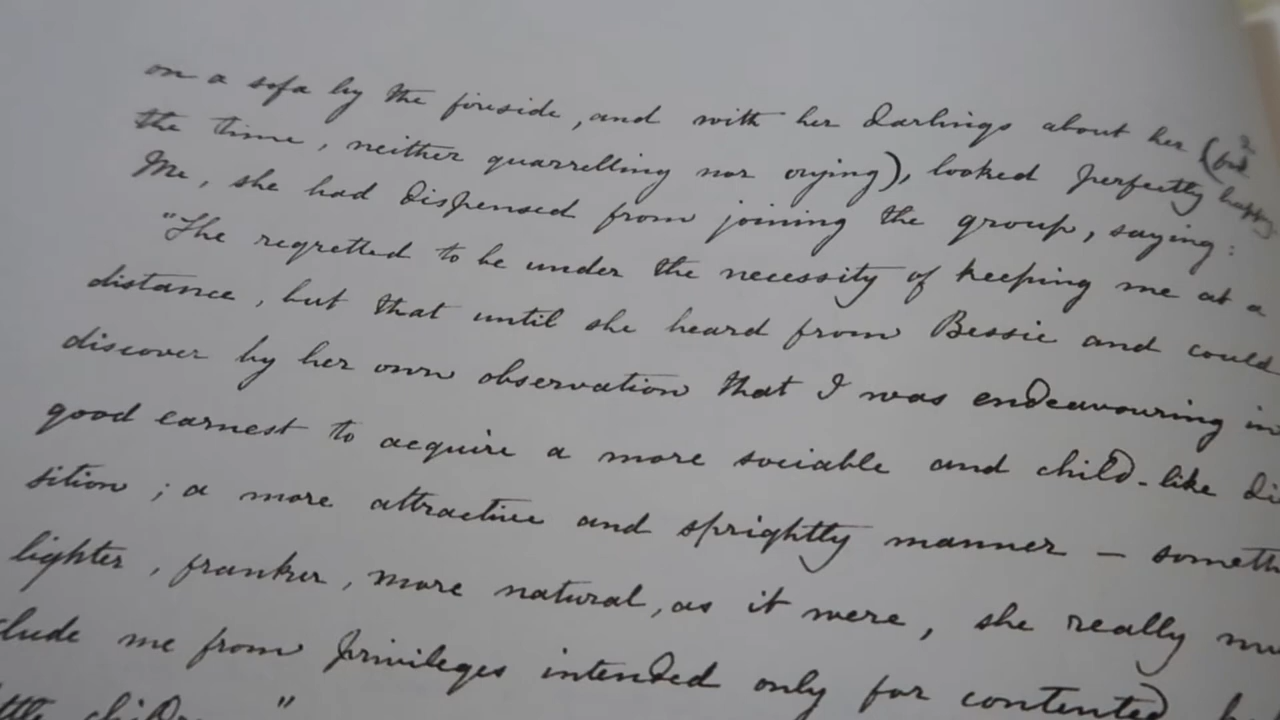 on a sofa by the fireside, and with her darlings about her (for
the time, neither quarrelling nor crying), looked perfectly happy.
Me, she had dispensed from joining the group, saying:
"She regretted to be under the necessity of keeping me at a
distance, but that until she heard from Bessie and could
discover by her own observation that I was endeavouring in
good earnest to acquire a more sociable and child-like di
sition; a more attractive and sprightly manner — someth
lighter, franker, more natural, as it were, she really mu
clude me from privileges intended only for contented, h
ttle children"